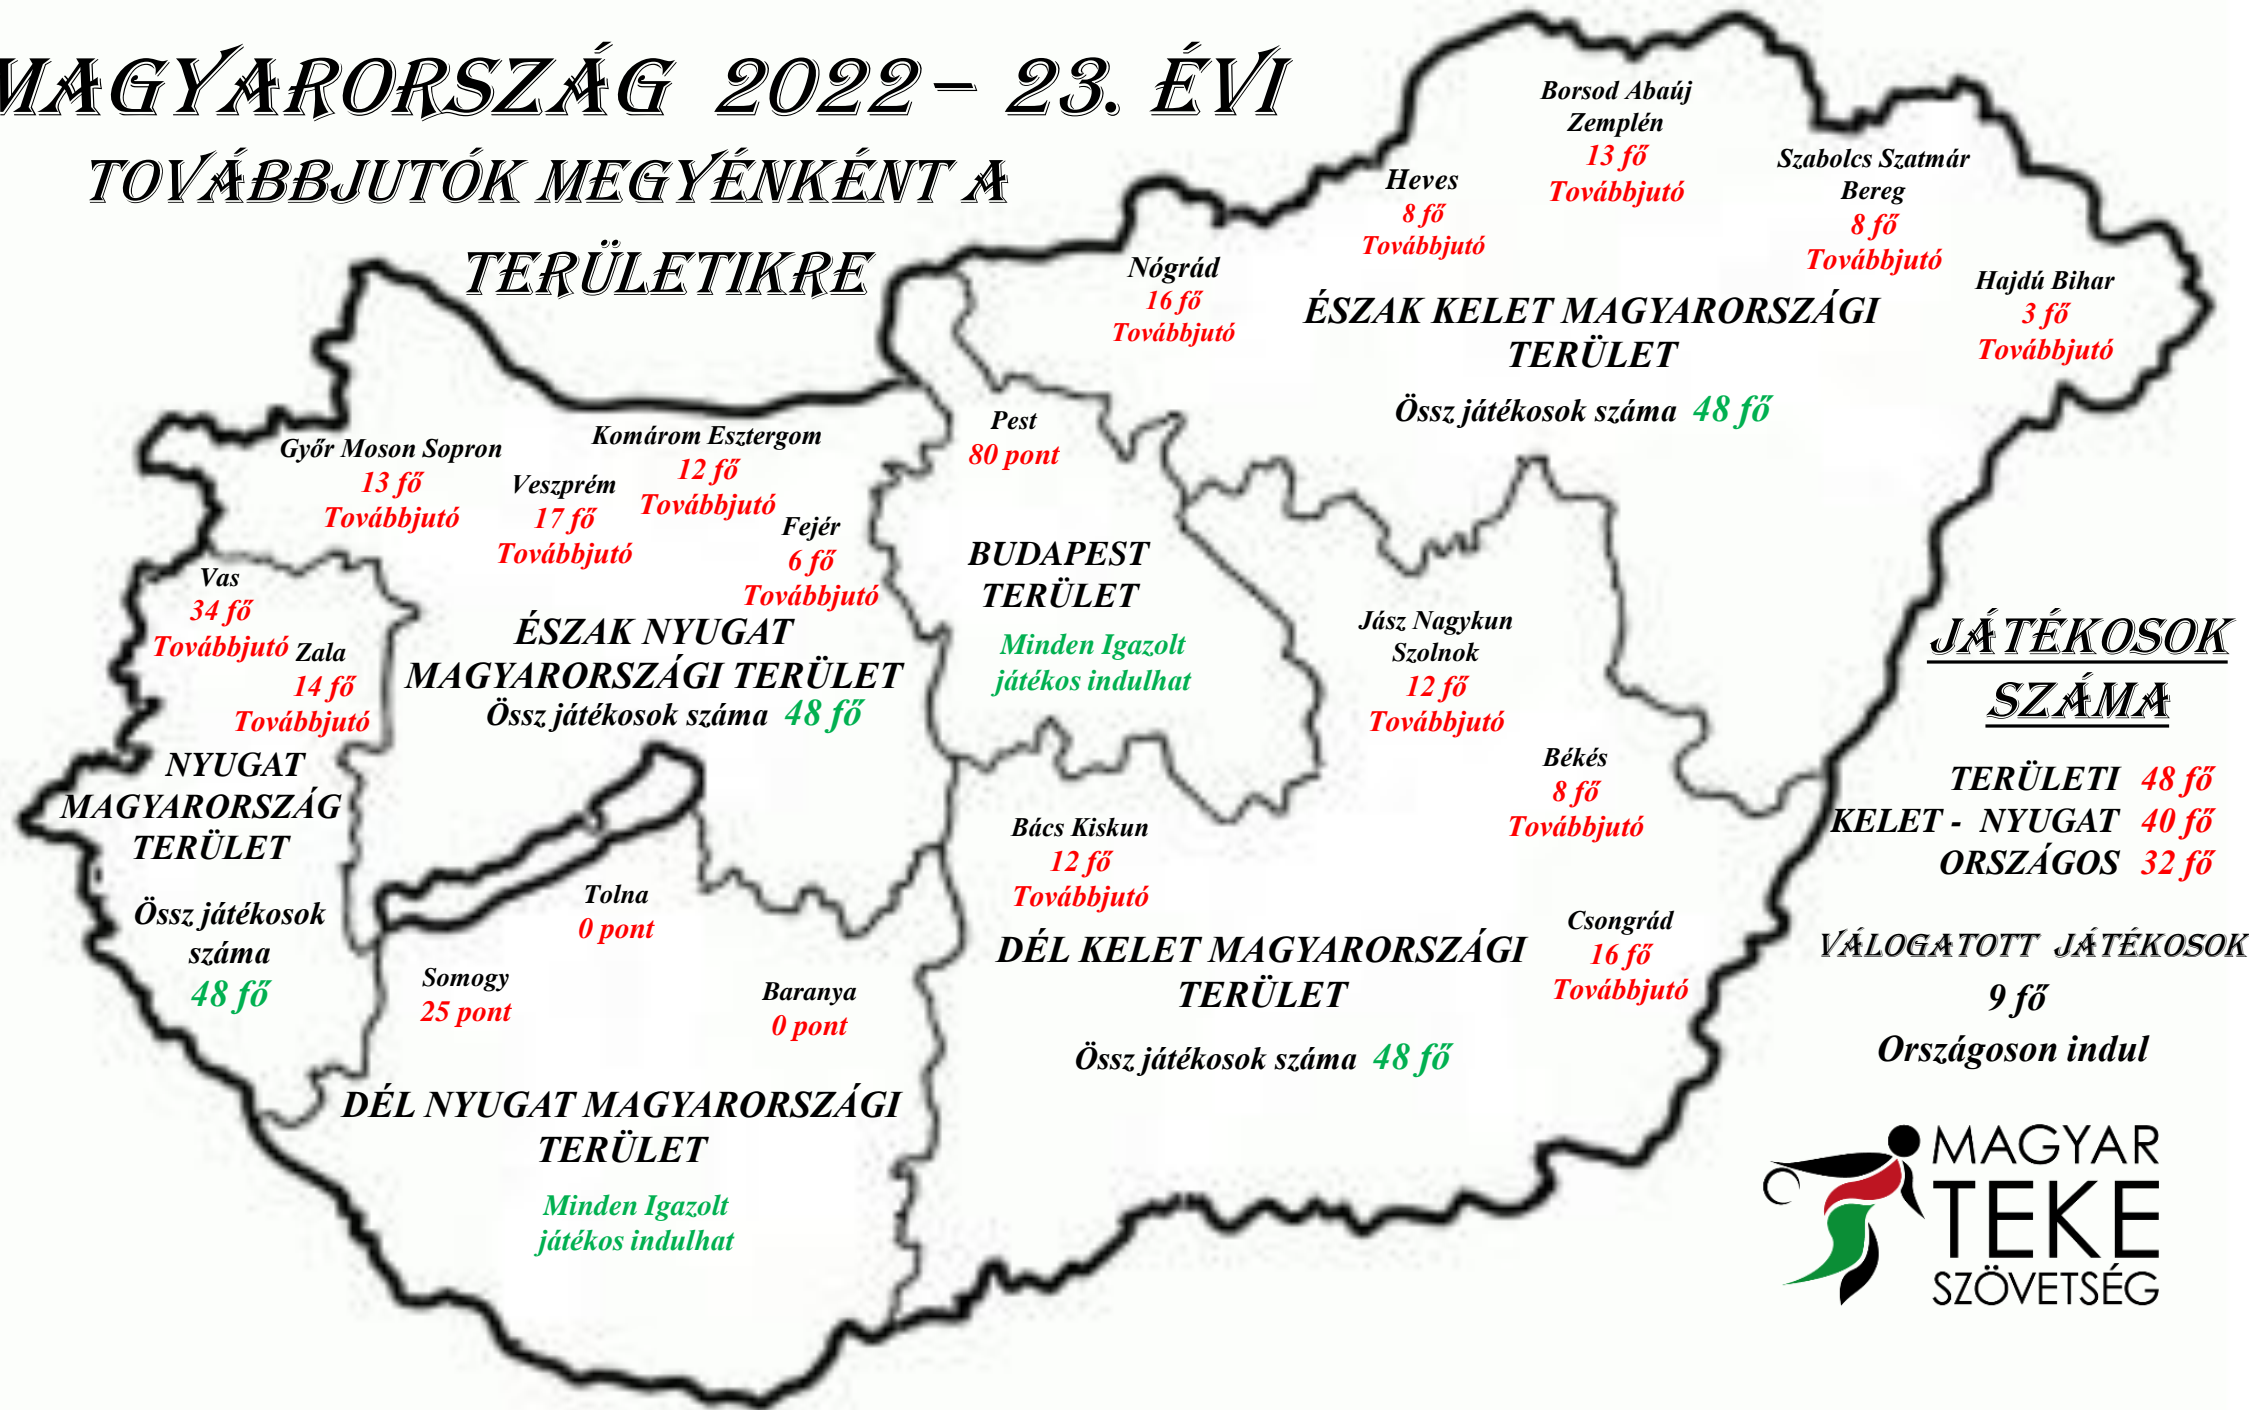 MAGYARORSZÁG 2022 – 23. ÉVI
TOVÁBBJUTÓK MEGYÉNKÉNT A
TERÜLETIKRE
Borsod Abaúj
Zemplén
13 fő
Továbbjutó
Szabolcs Szatmár
Bereg
8 fő
Továbbjutó
Heves
8 fő
Továbbjutó
Nógrád
16 fő
Továbbjutó
Hajdú Bihar
3 fő
Továbbjutó
ÉSZAK KELET MAGYARORSZÁGI
TERÜLET
Össz játékosok száma 48 fő
Győr Moson Sopron
13 fő
Továbbjutó
Veszprém
17 fő
Továbbjutó
Komárom Esztergom
12 fő
Továbbjutó
Fejér
6 fő
Továbbjutó
ÉSZAK NYUGAT
MAGYARORSZÁGI TERÜLET
Össz játékosok száma 48 fő
Pest
80 pont
BUDAPEST
TERÜLET
Minden Igazolt
játékos indulhat
Vas
34 fő
Továbbjutó
Zala
14 fő
Továbbjutó
NYUGAT
MAGYARORSZÁG
TERÜLET
Össz játékosok
száma
48 fő
Jász Nagykun
Szolnok
12 fő
Továbbjutó
Békés
8 fő
Továbbjutó
Bács Kiskun
12 fő
Továbbjutó
Csongrád
16 fő
Továbbjutó
DÉL KELET MAGYARORSZÁGI
TERÜLET
Össz játékosok száma 48 fő
Tolna
0 pont
Somogy
25 pont
Baranya
0 pont
DÉL NYUGAT MAGYARORSZÁGI
TERÜLET
Minden Igazolt
játékos indulhat
JÁTÉKOSOK
SZÁMA
TERÜLETI 48 fő
KELET - NYUGAT 40 fő
ORSZÁGOS 32 fő
VÁLOGATOTT JÁTÉKOSOK
9 fő
Országoson indul
MAGYAR
TEKE
SZÖVETSÉG